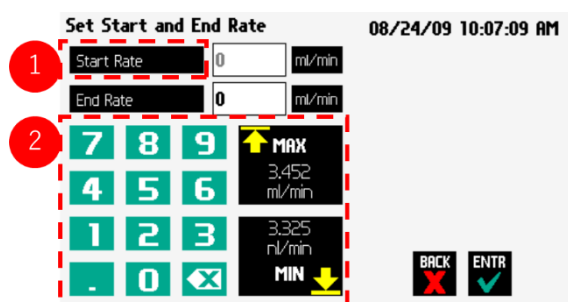 Set Start and End Rate 08/24/09 10:07:09 AM
1 Start Rate 0 ml/min
End Rate 0 ml/min
2
7 8 9 MAX
3.452
ml/min
4 5 6
1 2 3
3.325
nl/min
. 0 MIN
BACK ENTR